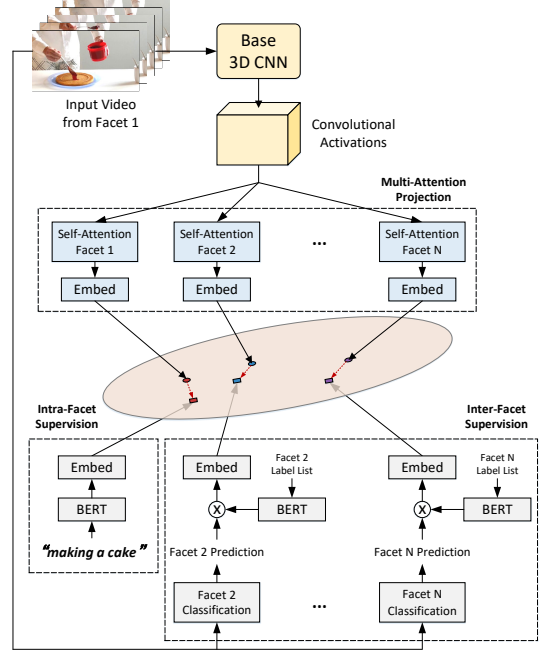 Base
3D CNN
Input Video
from Facet 1
Convolutional
Activations
Multi-Attention
Projection
Self-Attention
Facet 1
Self-Attention
Facet 2
...
Self-Attention
Facet N
Embed
Embed
Embed
Intra-Facet
Supervision
Inter-Facet
Supervision
Embed
BERT
“making a cake”
Embed
Facet 2
Label List
X
BERT
Facet 2 Prediction
Facet 2
Classification
...
Embed
Facet N
Label List
X
BERT
Facet N Prediction
Facet N
Classification